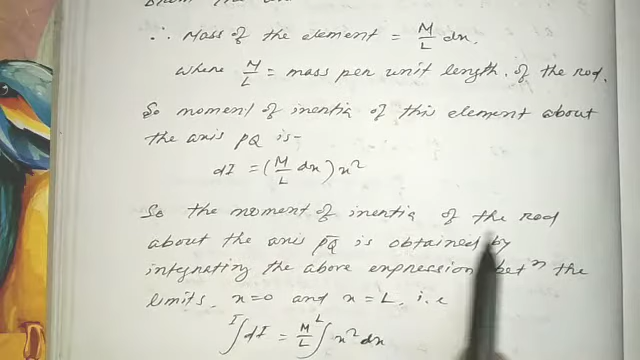 ∴ Mass of the element = M/L dx.
where M/L = mass per unit length of the rod.
So moment of inertia of this element about
the axis PQ is-
dI = (M/L dx) x²
So the moment of inertia of the rod
about the axis PQ is obtained by
integrating the above expression betⁿ the
limits, x=0 and x=L, i.e
∫ᴵ dI = M/L ∫ᴸ x² dx